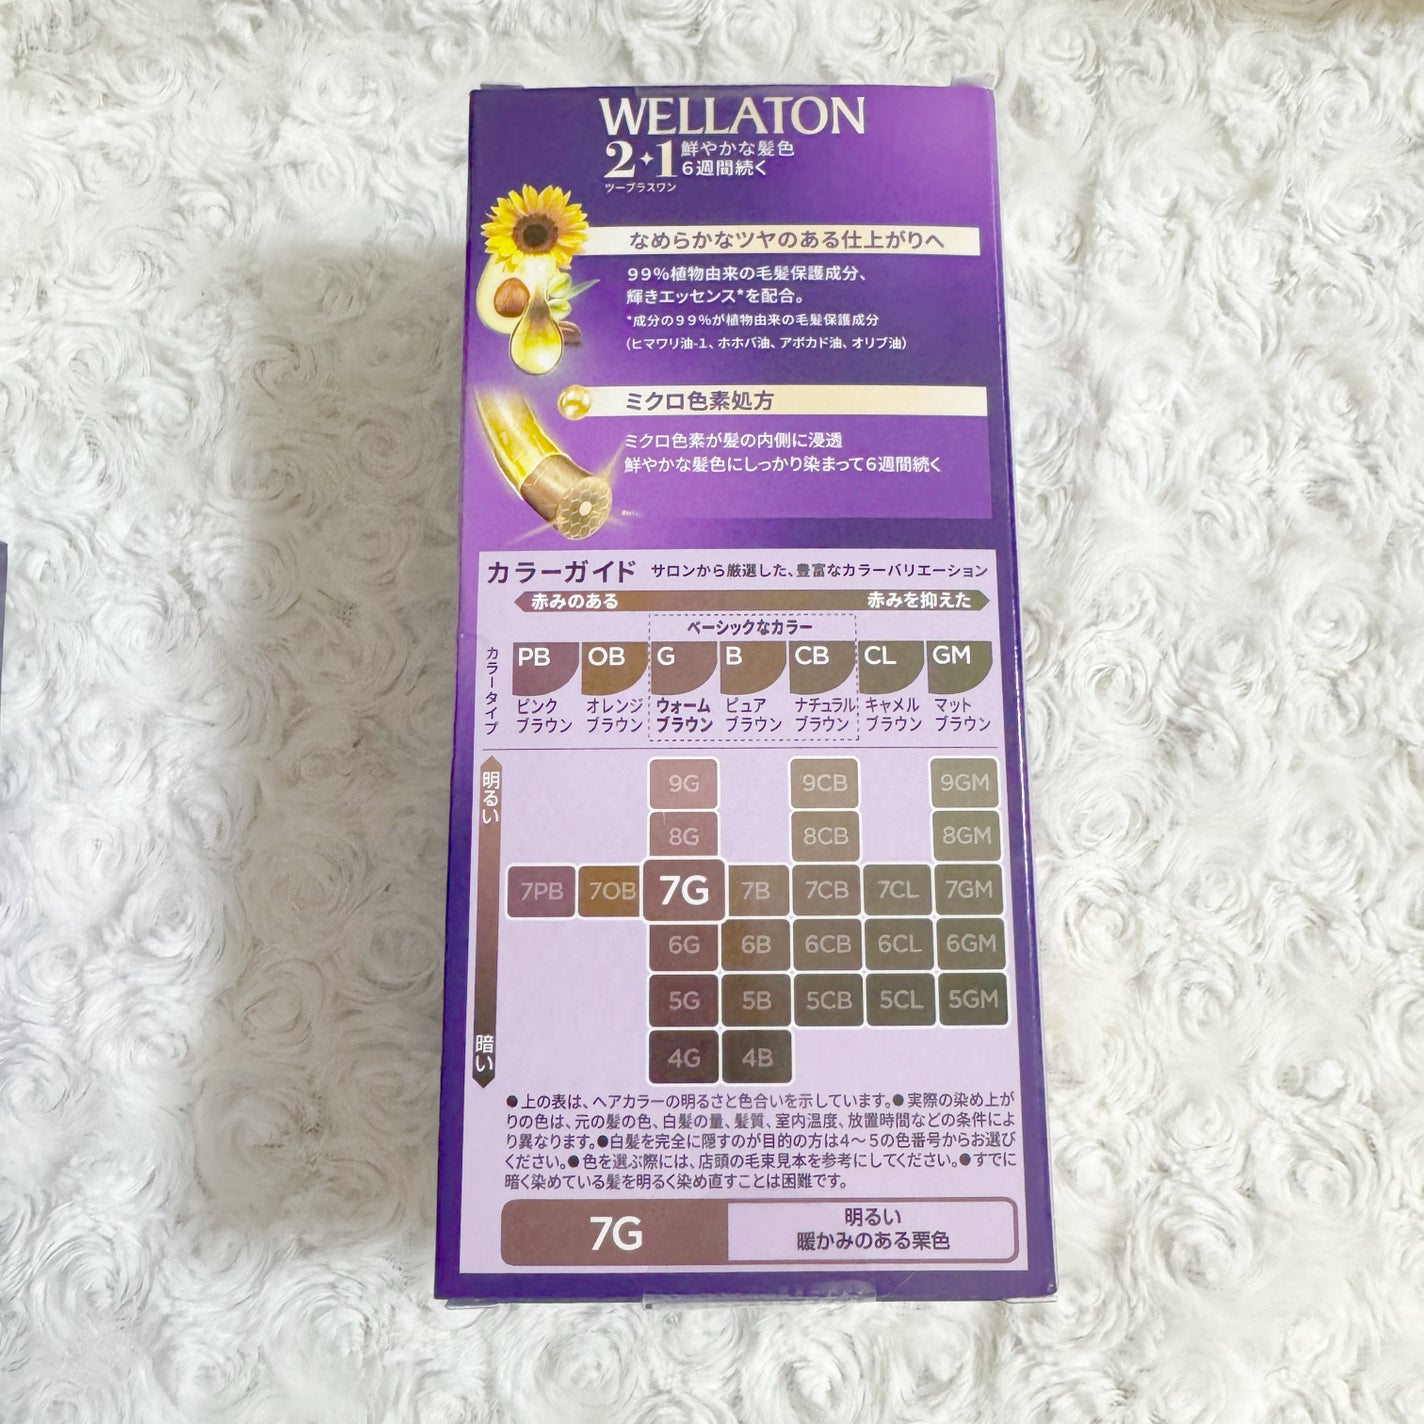 WELLATON
2+1
鮮やかな髪色
6週間続く
ツープラスワン
なめらかなツヤのある仕上がりへ
99%植物由来の毛髪保護成分、
輝きエッセンス*を配合。
*成分の99%が植物由来の毛髪保護成分
(ヒマワリ油-1、ホホバ油、アボカド油、オリブ油)
ミクロ色素処方
ミクロ色素が髪の内側に浸透
鮮やかな髪色にしっかり染まって6週間続く
カラーガイド サロンから厳選した、豊富なカラーバリエーション
赤みのある 赤みを抑えた
ベーシックなカラー
カラータイプ
PB OB G B CB CL GM
ピンク オレンジ ウォーム ピュア ナチュラル キャメル マット
ブラウン ブラウン ブラウン ブラウン ブラウン ブラウン ブラウン
明るい
9G 9CB 9GM
8G 8CB 8GM
7PB 7OB 7G 7B 7CB 7CL 7GM
6G 6B 6CB 6CL 6GM
5G 5B 5CB 5CL 5GM
4G 4B
暗い
●上の表は、ヘアカラーの明るさと色合いを示しています。●実際の染め上が
りの色は、元の髪の色、白髪の量、髪質、室内温度、放置時間などの条件によ
り異なります。●白髪を完全に隠すのが目的の方は4〜5の色番号からお選び
ください。●色を選ぶ際には、店頭の毛束見本を参考にしてください。●すでに
暗く染めている髪を明るく染め直すことは困難です。
7G
明るい
暖かみのある栗色